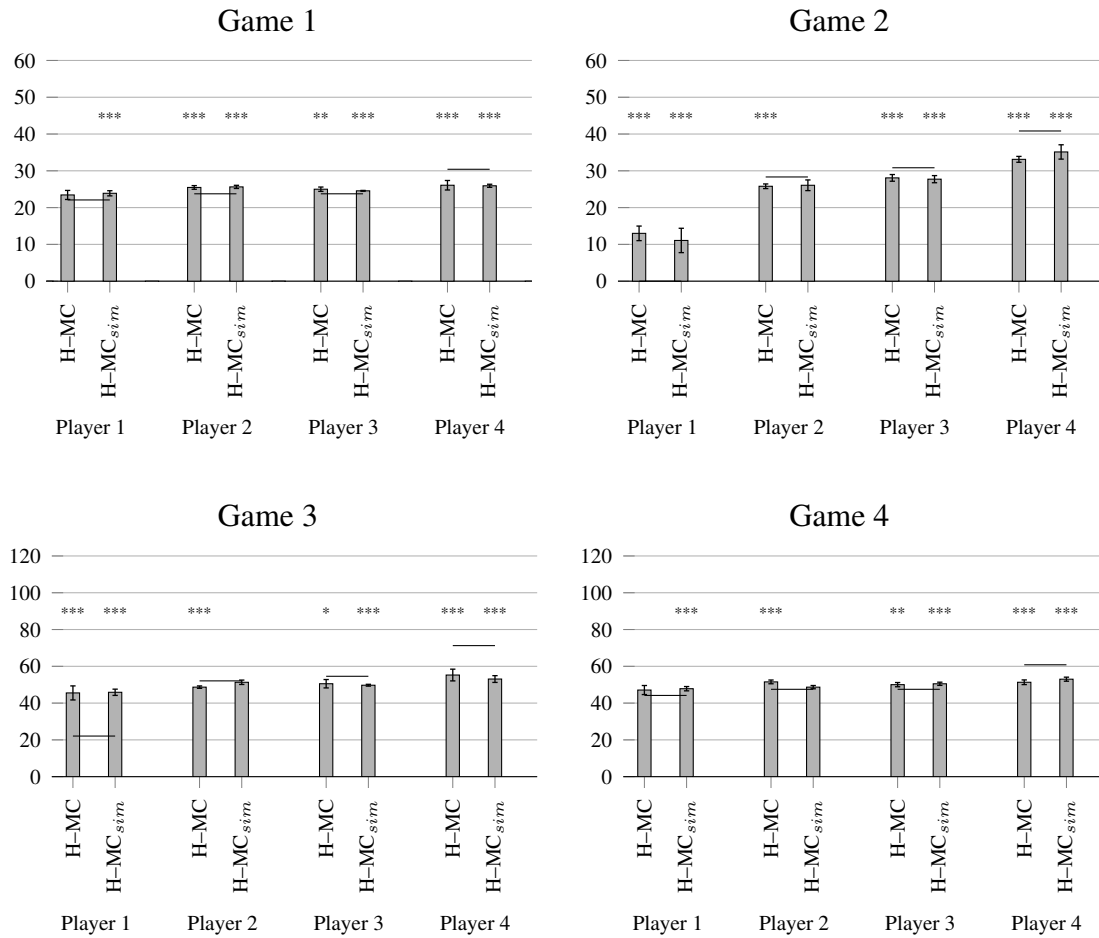 Game 1
60
50
40
30
20
10
0
*** *** *** ** *** *** ***
H–MC H–MCsim H–MC H–MCsim H–MC H–MCsim H–MC H–MCsim
Player 1 Player 2 Player 3 Player 4
Game 2
60
50
40
30
20
10
0
*** *** *** *** *** *** ***
H–MC H–MCsim H–MC H–MCsim H–MC H–MCsim H–MC H–MCsim
Player 1 Player 2 Player 3 Player 4
Game 3
120
100
80
60
40
20
0
*** *** *** * *** *** ***
H–MC H–MCsim H–MC H–MCsim H–MC H–MCsim H–MC H–MCsim
Player 1 Player 2 Player 3 Player 4
Game 4
120
100
80
60
40
20
0
*** *** ** *** *** ***
H–MC H–MCsim H–MC H–MCsim H–MC H–MCsim H–MC H–MCsim
Player 1 Player 2 Player 3 Player 4